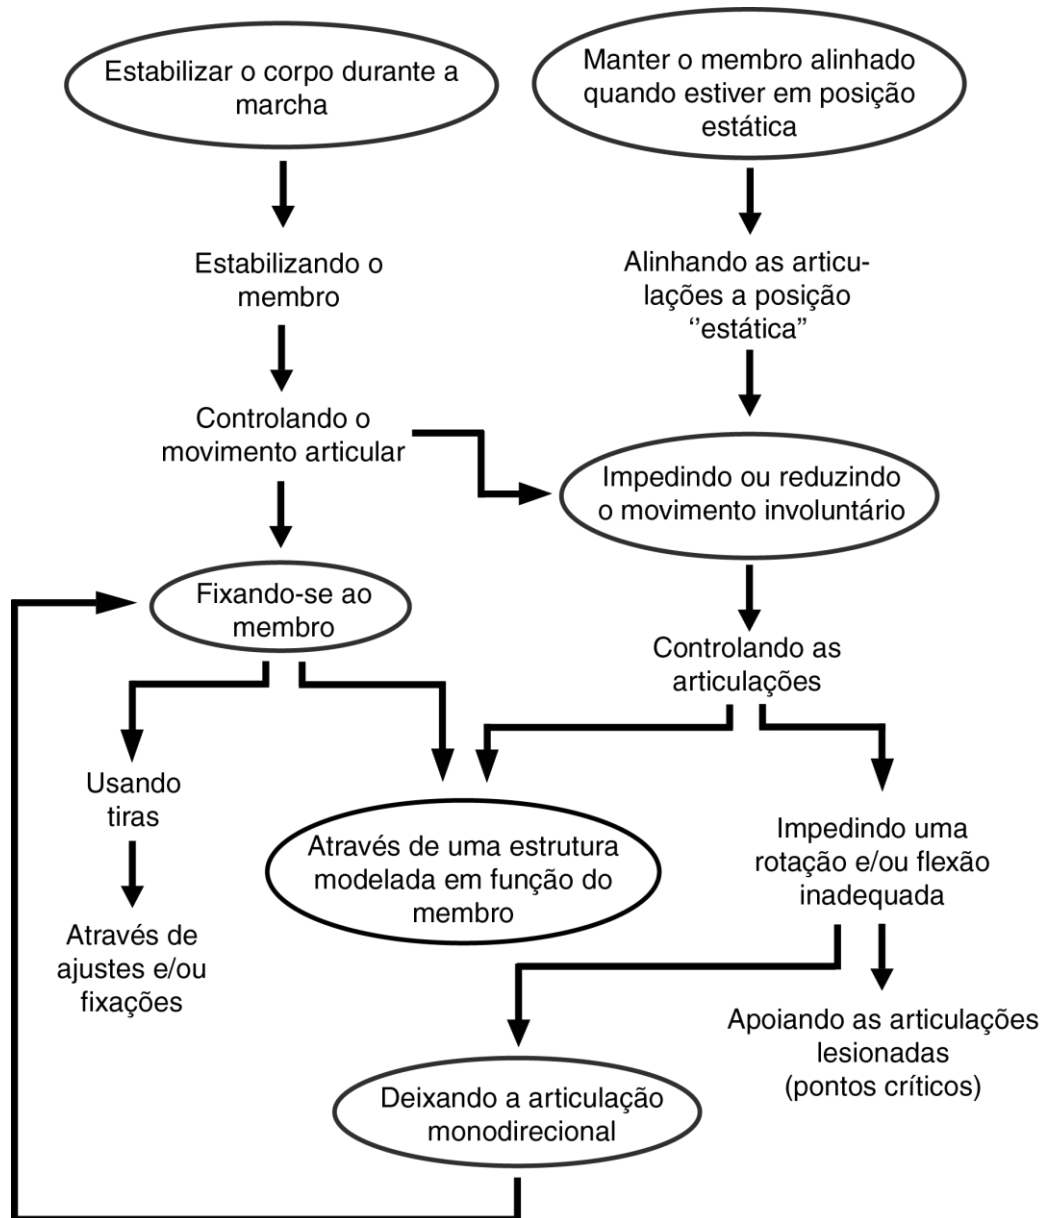 Estabilizar o corpo durante a
marcha
Manter o membro alinhado
quando estiver em posição
estática
Estabilizando o
membro
Alinhando as articu-
lações a posição
‘’estática’’
Controlando o
movimento articular
Impedindo ou reduzindo
o movimento involuntário
Fixando-se ao
membro
Controlando as
articulações
Usando
tiras
Através de uma estrutura
modelada em função do
membro
Impedindo uma
rotação e/ou flexão
inadequada
Através de
ajustes e/ou
fixações
Apoiando as articulações
lesionadas
(pontos críticos)
Deixando a articulação
monodirecional